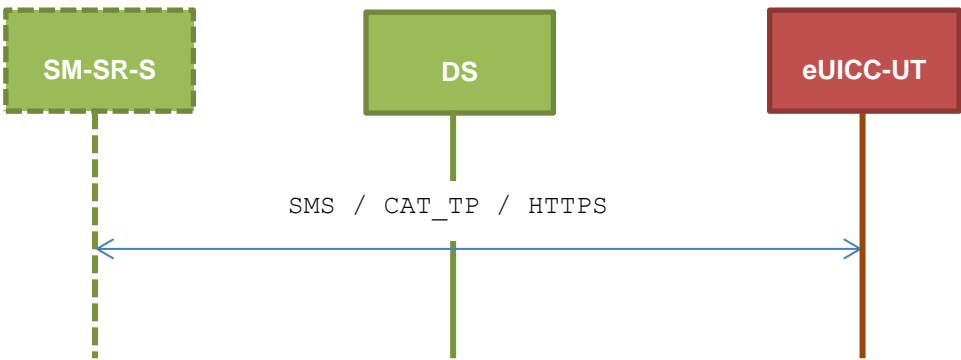 SM-SR-S
DS
eUICC-UT
SMS / CAT_TP / HTTPS